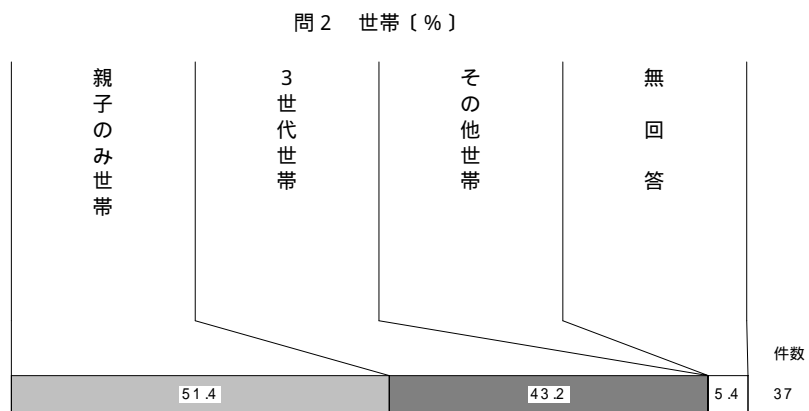 問２　世帯〔％〕
親子のみ世帯
３世代世帯
その他世帯
無回答
件数
51.4
43.2
5.4
37